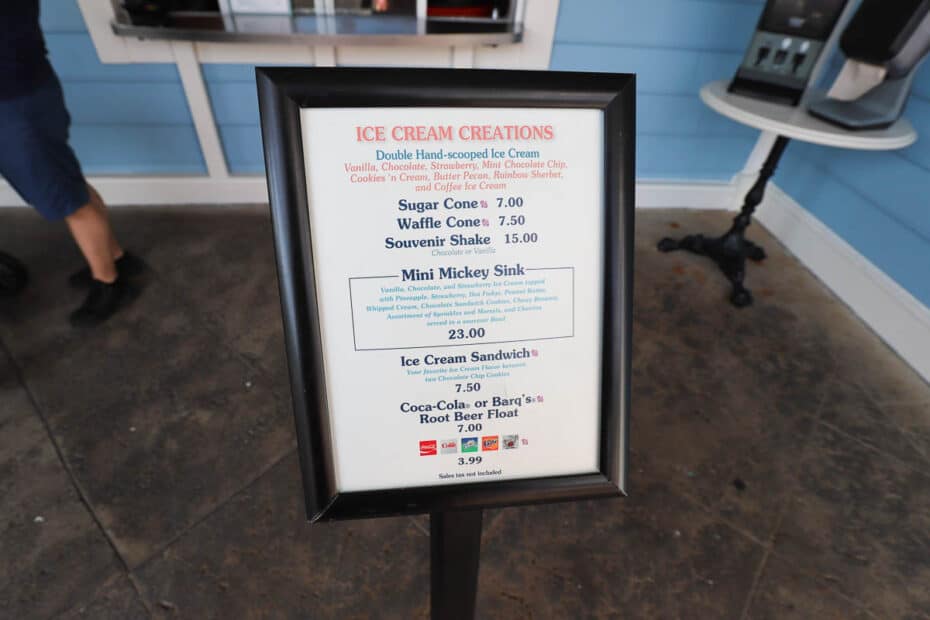 ICE CREAM CREATIONS
Double Hand-scooped Ice Cream
Vanilla, Chocolate, Strawberry, Mint Chocolate Chip,
Cookies 'n Cream, Butter Pecan, Rainbow Sherbet,
and Coffee Ice Cream
Sugar Cone 7.00
Waffle Cone 7.50
Souvenir Shake 15.00
Chocolate or Vanilla
Mini Mickey Sink
Vanilla, Chocolate, and Strawberry Ice Cream topped
with Pineapple, Strawberry, Hot Fudge, Peanut Butter,
Whipped Cream, Chocolate Sandwich Cookies, Chewy Brownie,
Assortment of Sprinkles and Morsels, and Cherries
served in a souvenir Bowl
23.00
Ice Cream Sandwich
Your favorite Ice Cream Flavor between
two Chocolate Chip Cookies
7.50
Coca-Cola® or Barq's®
Root Beer Float
7.00
3.99
Sales tax not included